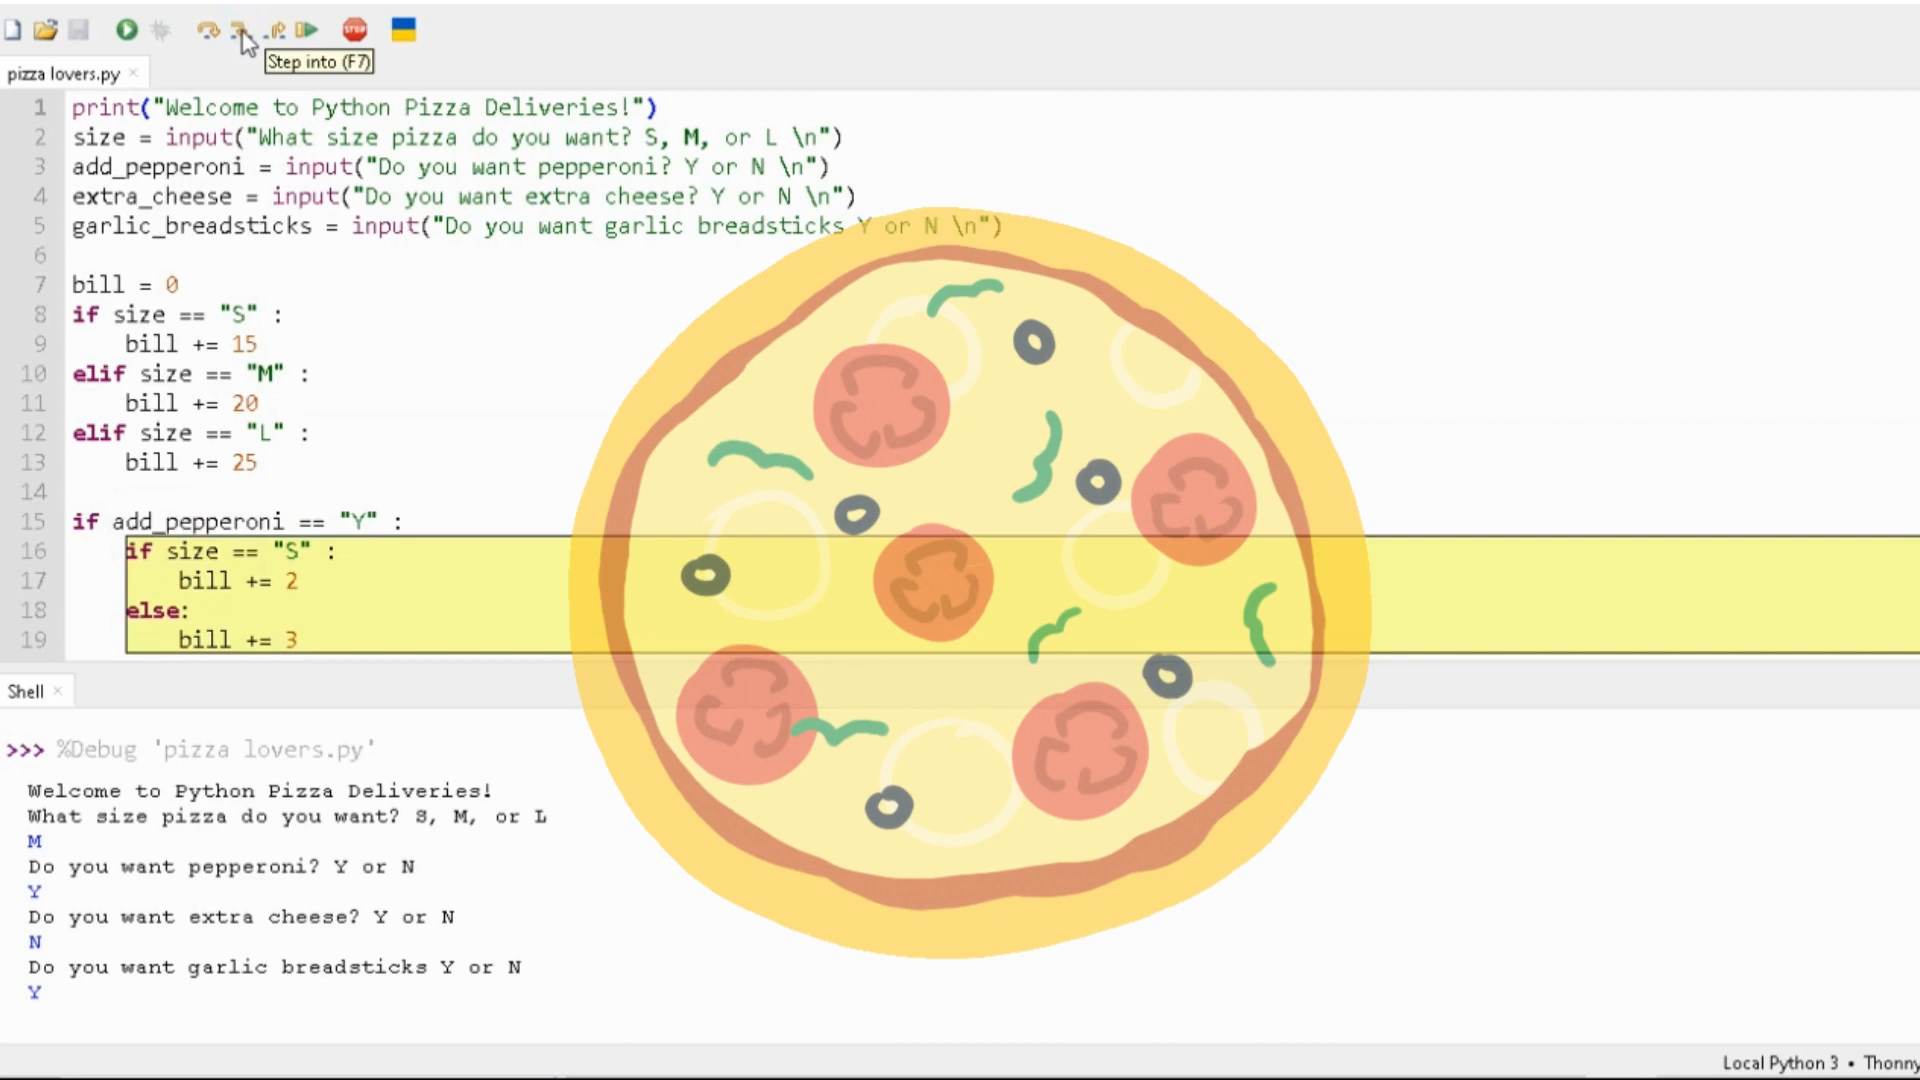 STOP
Step into (F7)
pizza lovers.py ×
1 print("Welcome to Python Pizza Deliveries!")
2 size = input("What size pizza do you want? S, M, or L \n")
3 add_pepperoni = input("Do you want pepperoni? Y or N \n")
4 extra_cheese = input("Do you want extra cheese? Y or N \n")
5 garlic_breadsticks = input("Do you want garlic breadsticks Y or N \n")
6
7 bill = 0
8 if size == "S" :
9     bill += 15
10 elif size == "M" :
11     bill += 20
12 elif size == "L" :
13     bill += 25
14
15 if add_pepperoni == "Y" :
16     if size == "S" :
17         bill += 2
18     else:
19         bill += 3
Shell ×
>>> %Debug 'pizza lovers.py'
Welcome to Python Pizza Deliveries!
What size pizza do you want? S, M, or L
M
Do you want pepperoni? Y or N
Y
Do you want extra cheese? Y or N
N
Do you want garlic breadsticks Y or N
Y
Local Python 3 • Thonny